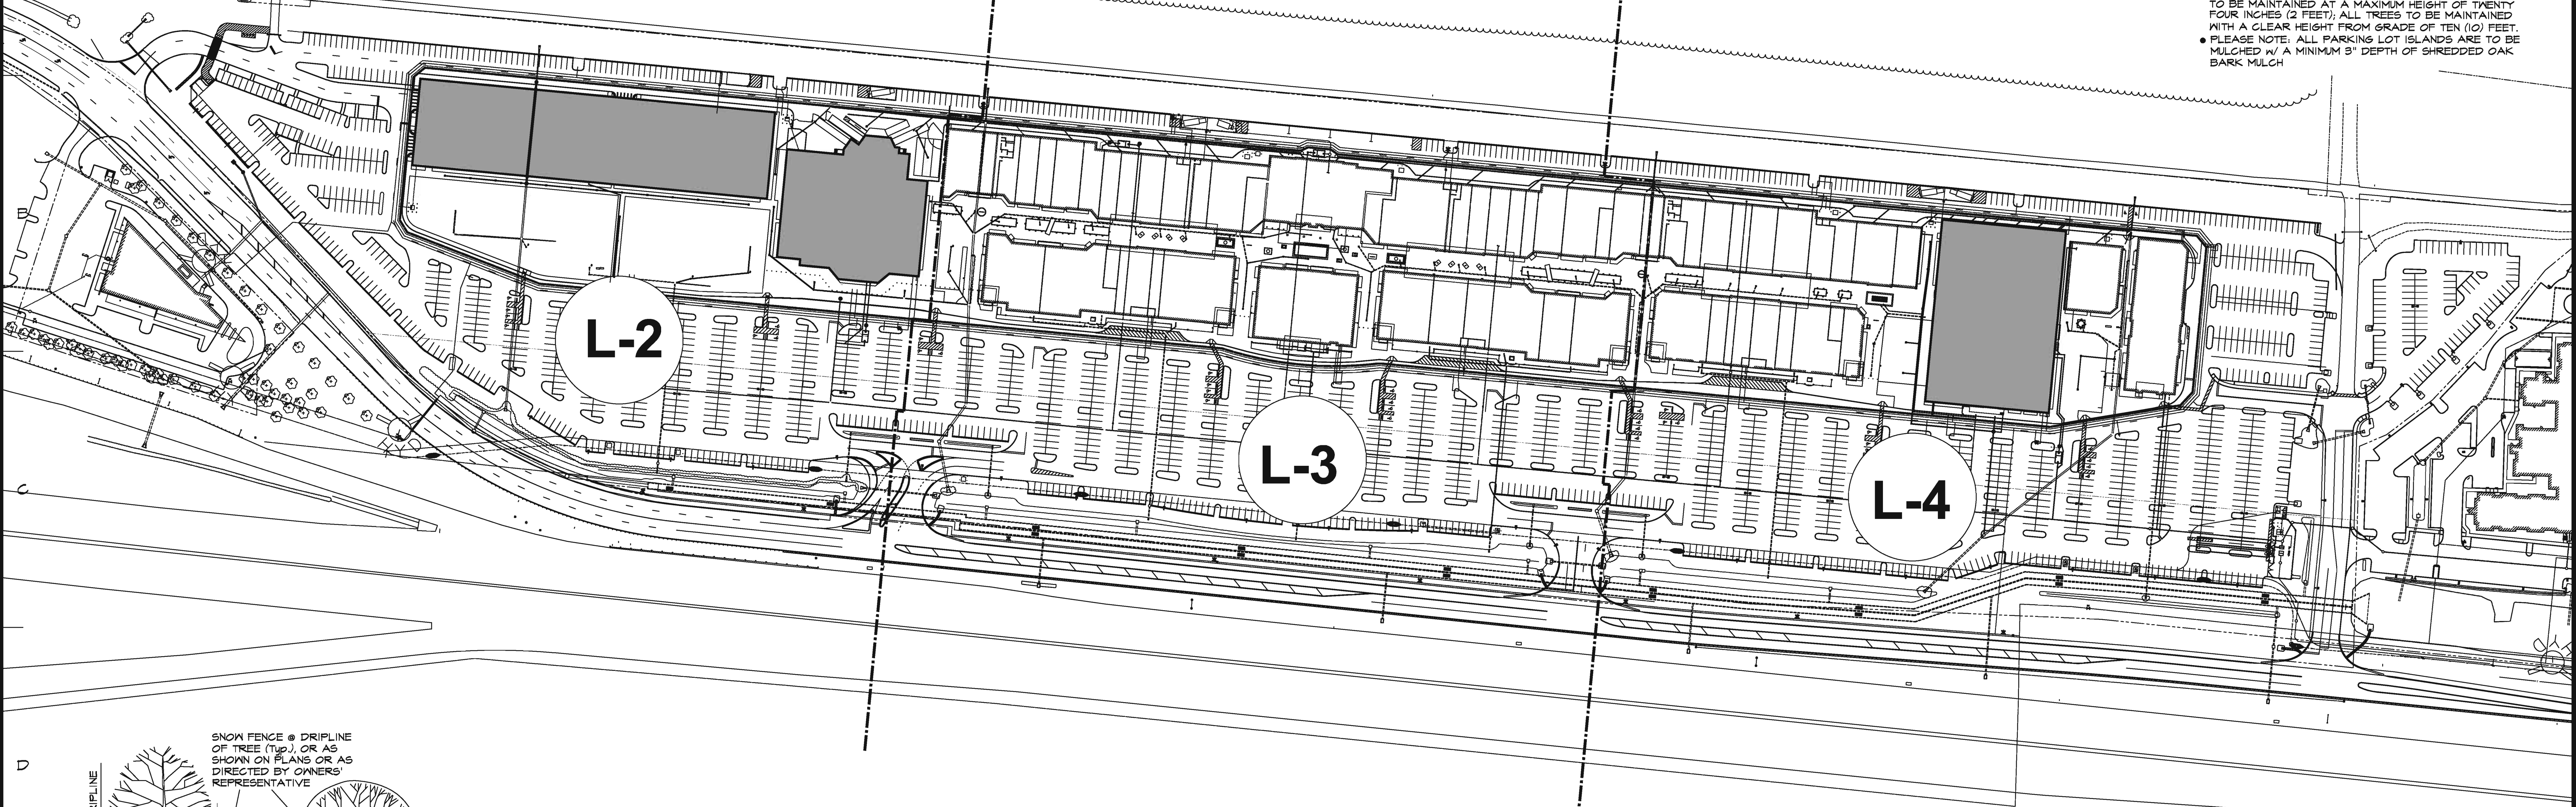 TO BE MAINTAINED AT A MAXIMUM HEIGHT OF TWENTY
FOUR INCHES (2 FEET); ALL TREES TO BE MAINTAINED
WITH A CLEAR HEIGHT FROM GRADE OF TEN (10) FEET.
• PLEASE NOTE: ALL PARKING LOT ISLANDS ARE TO BE
MULCHED w/ A MINIMUM 3" DEPTH OF SHREDDED OAK
BARK MULCH
B
L-2
L-3
L-4
C
D
SNOW FENCE @ DRIPLINE
OF TREE (Typ.), OR AS
SHOWN ON PLANS OR AS
DIRECTED BY OWNERS'
REPRESENTATIVE
RIPLINE